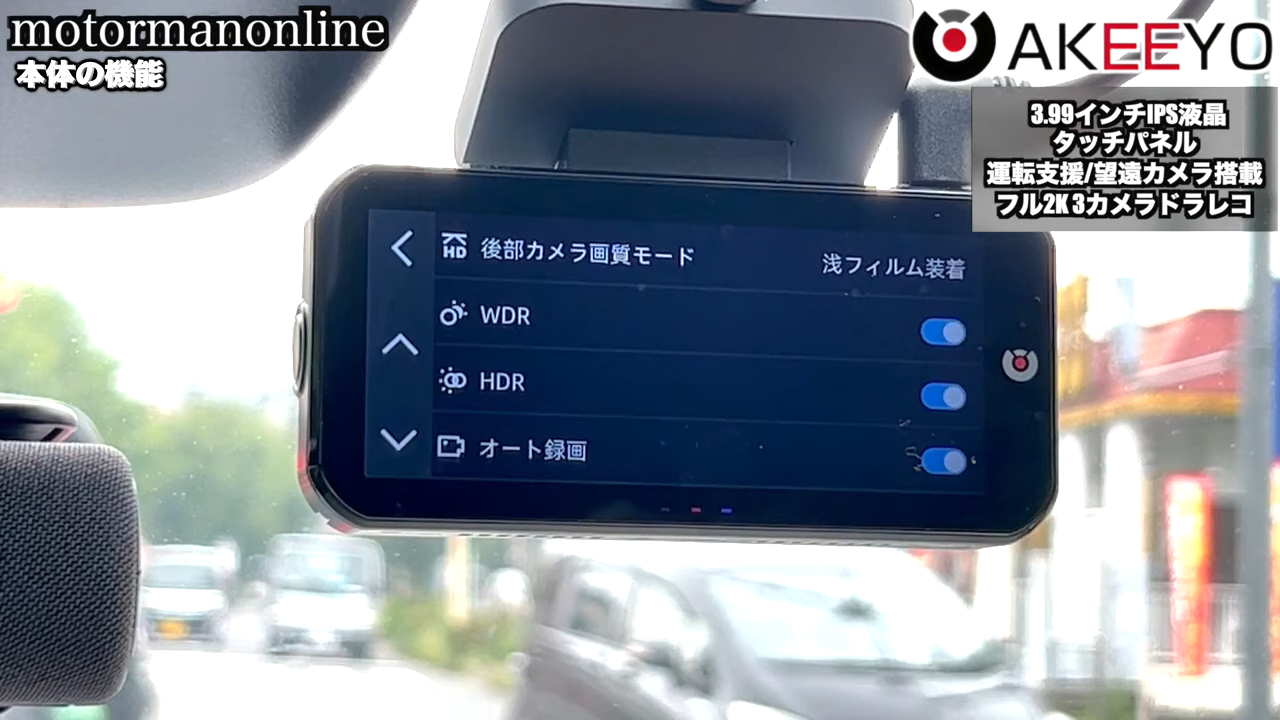 motormanonline
本体の機能
AKEEYO
3.99インチIPS液晶
タッチパネル
運転支援/望遠カメラ搭載
フル2K 3カメラドラレコ
HD 後部カメラ画質モード 浅フィルム装着
WDR
HDR
オート録画